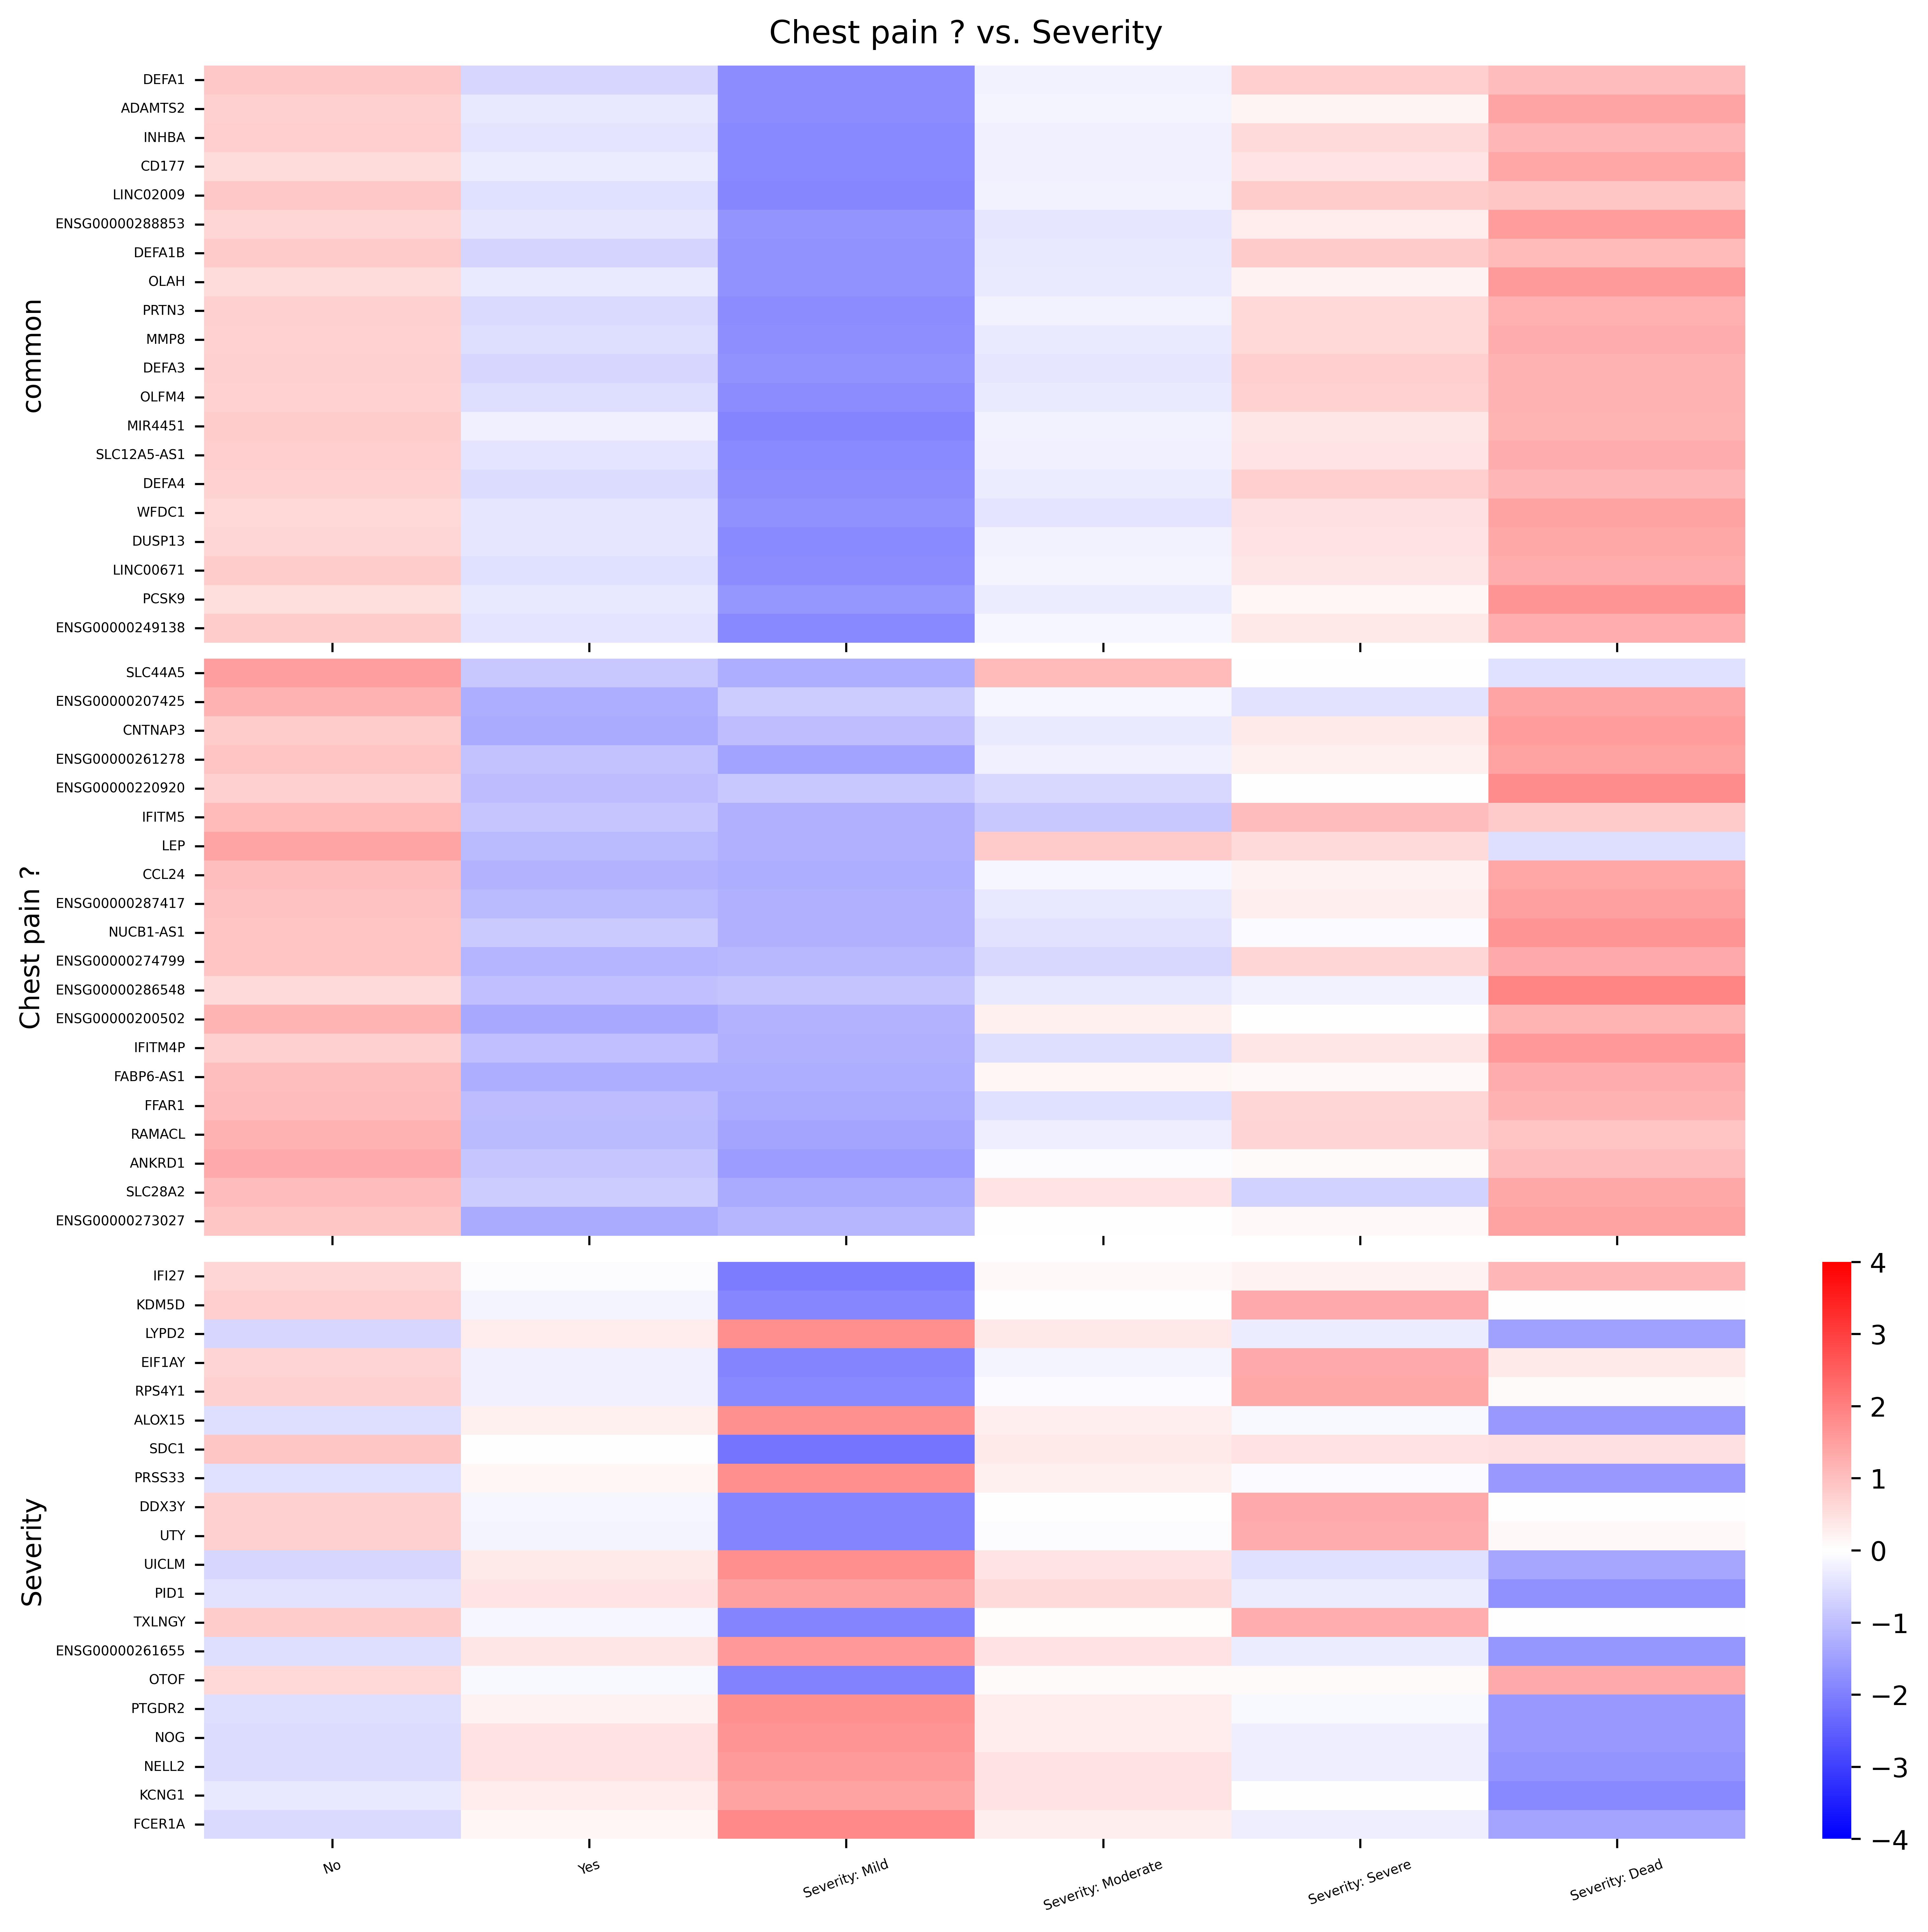 Chest pain ? vs. Severity
common
DEFA1
ADAMTS2
INHBA
CD177
LINC02009
ENSG00000288853
DEFA1B
OLAH
PRTN3
MMP8
DEFA3
OLFM4
MIR4451
SLC12A5-AS1
DEFA4
WFDC1
DUSP13
LINC00671
PCSK9
ENSG00000249138
Chest pain ?
SLC44A5
ENSG00000207425
CNTNAP3
ENSG00000261278
ENSG00000220920
IFITM5
LEP
CCL24
ENSG00000287417
NUCB1-AS1
ENSG00000274799
ENSG00000286548
ENSG00000200502
IFITM4P
FABP6-AS1
FFAR1
RAMACL
ANKRD1
SLC28A2
ENSG00000273027
Severity
IFI27
KDM5D
LYPD2
EIF1AY
RPS4Y1
ALOX15
SDC1
PRSS33
DDX3Y
UTY
UICLM
PID1
TXLNGY
ENSG00000261655
OTOF
PTGDR2
NOG
NELL2
KCNG1
FCER1A
No
Yes
Severity: Mild
Severity: Moderate
Severity: Severe
Severity: Dead
4
3
2
1
0
−1
−2
−3
−4